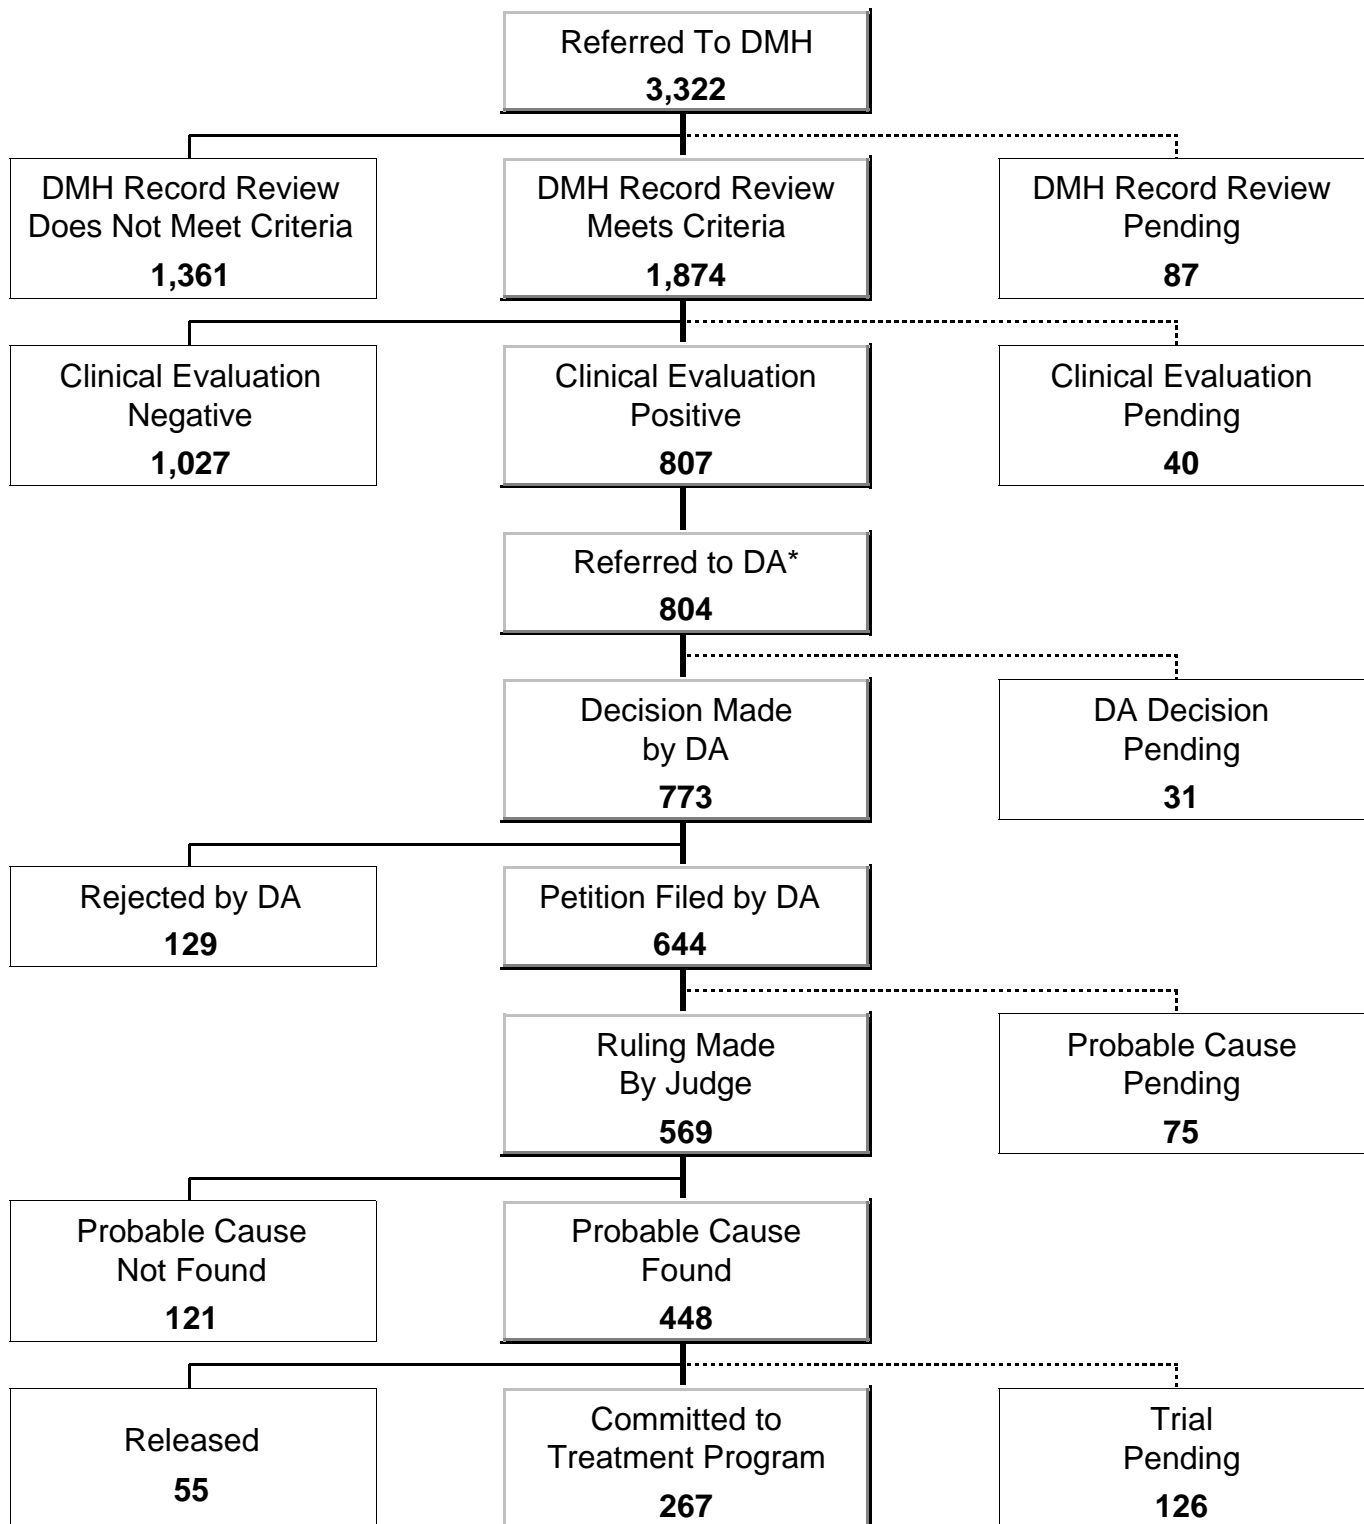 Referred To DMH
3,322
DMH Record Review
Does Not Meet Criteria
1,361
DMH Record Review
Meets Criteria
1,874
DMH Record Review
Pending
87
Clinical Evaluation
Negative
1,027
Clinical Evaluation
Positive
807
Clinical Evaluation
Pending
40
Referred to DA*
804
Decision Made
by DA
773
DA Decision
Pending
31
Rejected by DA
129
Petition Filed by DA
644
Ruling Made
By Judge
569
Probable Cause
Pending
75
Probable Cause
Not Found
121
Probable Cause
Found
448
Released
55
Committed to
Treatment Program
267
Trial
Pending
126